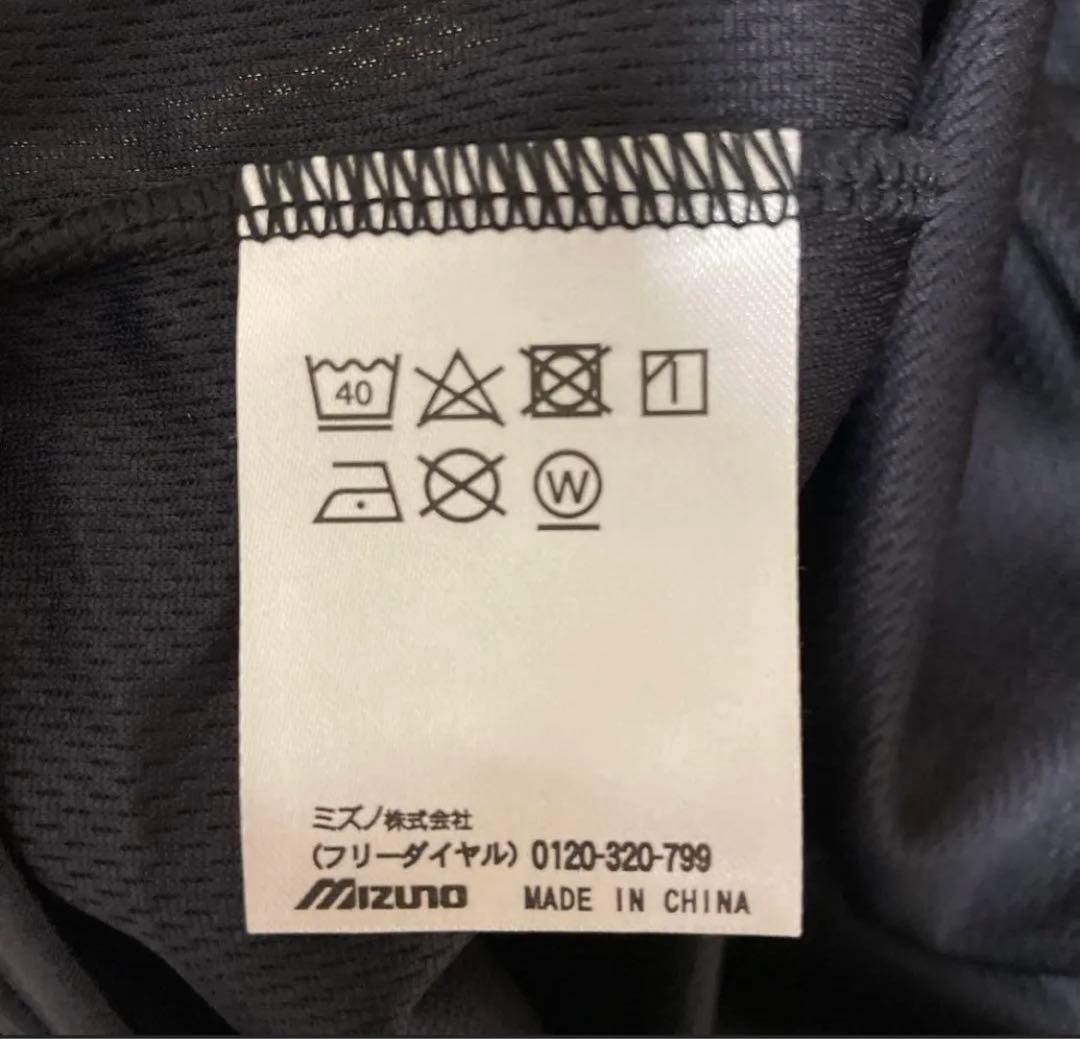 40
W
ミズノ株式会社
(フリーダイヤル) 0120-320-799
MIZUNO MADE IN CHINA